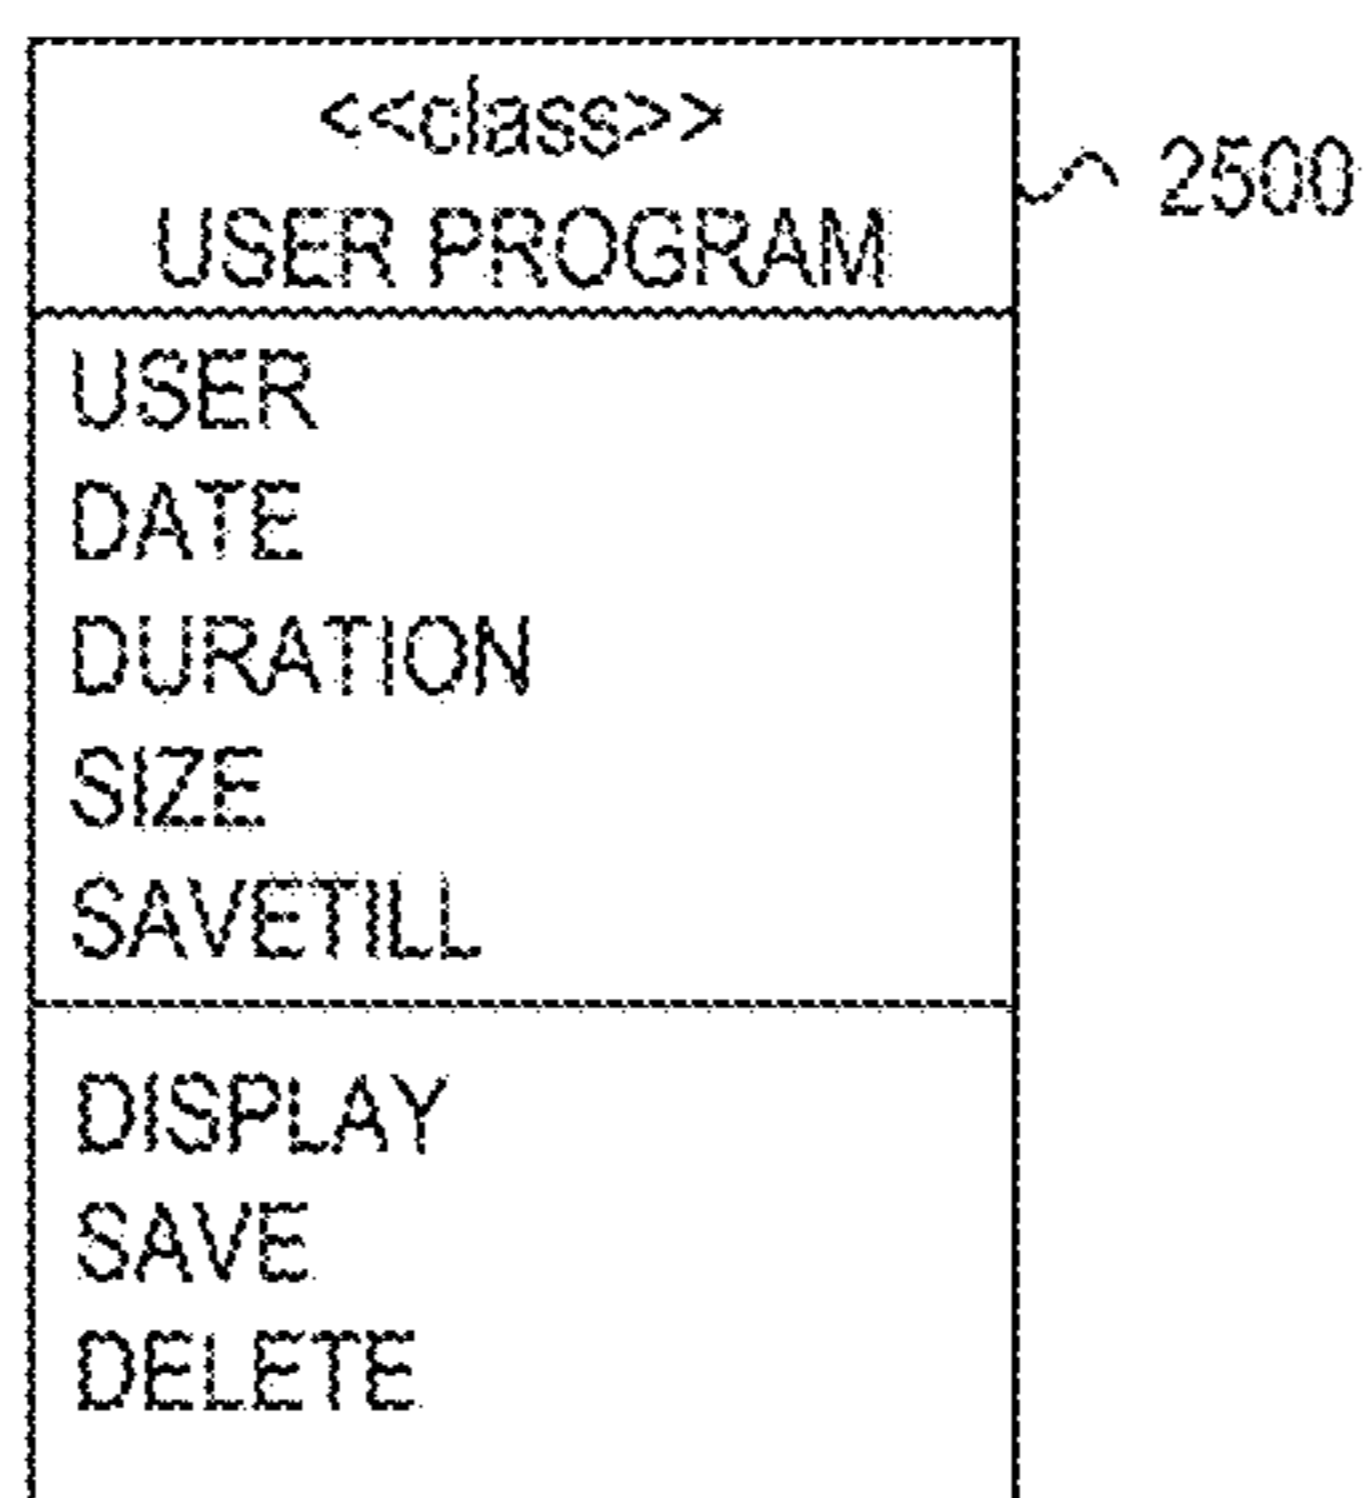 <<class>>
USER PROGRAM
2500
USER
DATE
DURATION
SIZE
SAVETILL
DISPLAY
SAVE
DELETE